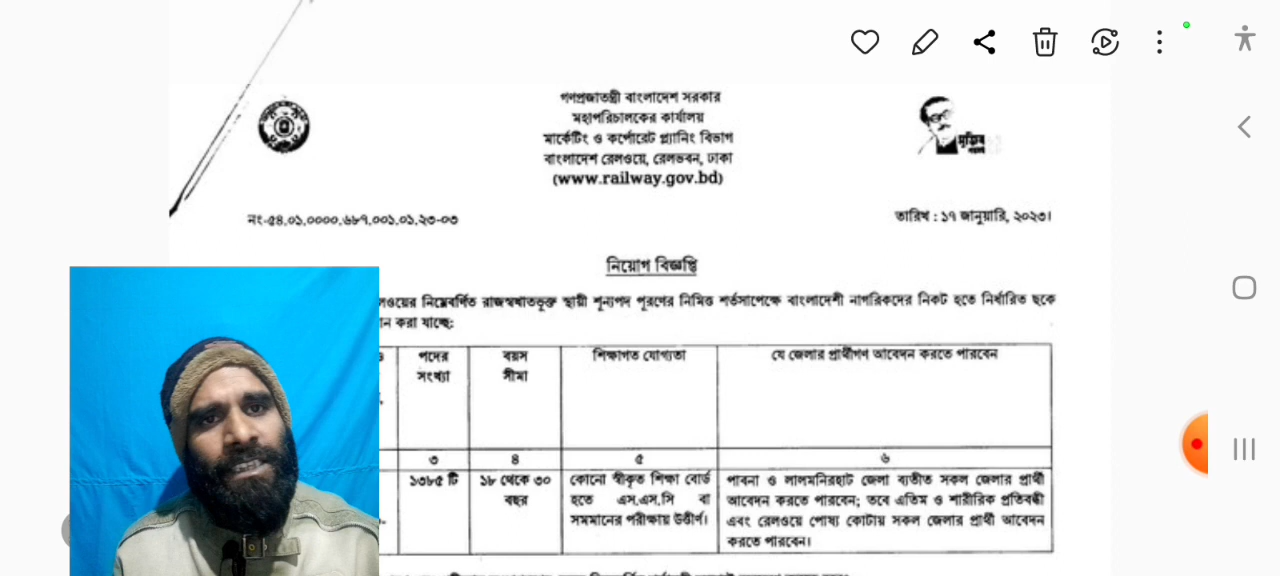 গণপ্রজাতন্ত্রী বাংলাদেশ সরকার
মহাপরিচালকের কার্যালয়
মার্কেটিং ও কর্পোরেট প্ল্যানিং বিভাগ
বাংলাদেশ রেলওয়ে, রেলভবন, ঢাকা
(www.railway.gov.bd)
মুজিব
নং-৫৪.০১.০০০০.৬৮৭.০০১.০১.২৩-০৩
তারিখ : ১৭ জানুয়ারি, ২০২৩।
নিয়োগ বিজ্ঞপ্তি
লওয়ের নিম্নেবর্ণিত রাজস্বখাতভূক্ত স্থায়ী শূন্যপদ পূরণের নিমিত্ত শর্তসাপেক্ষে বাংলাদেশী নাগরিকদের নিকট হতে নির্ধারিত ছকে
ান করা যাচ্ছে:
পদের
সংখ্যা
বয়স
সীমা
শিক্ষাগত যোগ্যতা
যে জেলার প্রার্থীগণ আবেদন করতে পারবেন
৩
৪
৫
৬
১৩৮৫ টি
১৮ থেকে ৩০
বছর
কোনো স্বীকৃত শিক্ষা বোর্ড
হতে এস.এস.সি বা
সমমানের পরীক্ষায় উত্তীর্ণ।
পাবনা ও লালমনিরহাট জেলা ব্যতীত সকল জেলার প্রার্থী
আবেদন করতে পারবেন; তবে এতিম ও শারীরিক প্রতিবন্ধী
এবং রেলওয়ে পোষ্য কোটায় সকল জেলার প্রার্থী আবেদন
করতে পারবেন।